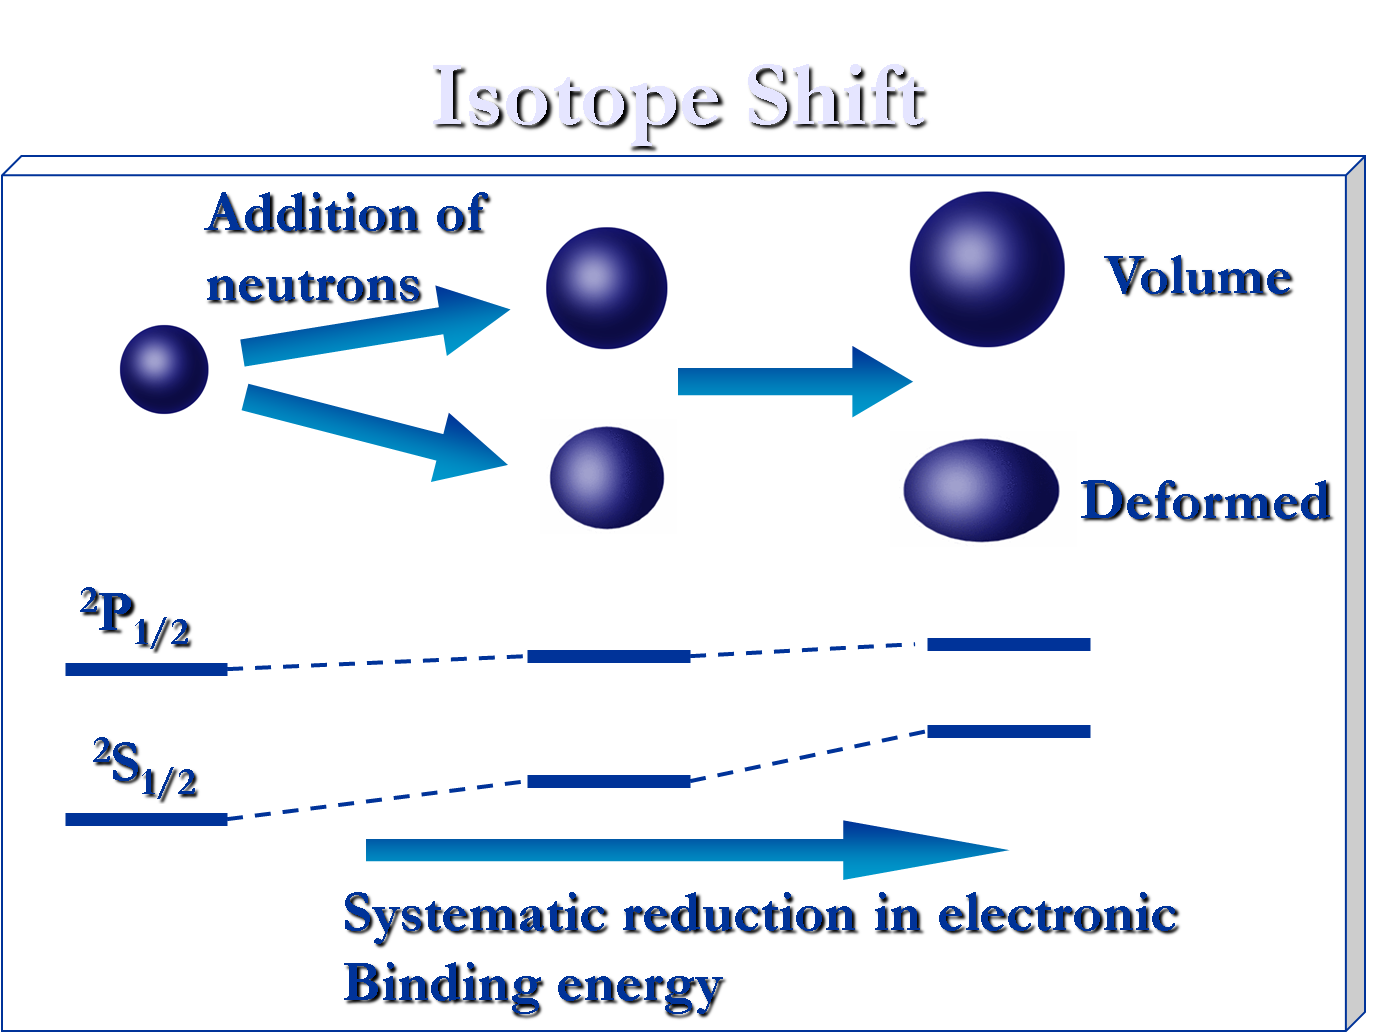 Isotope Shift
Addition of
neutrons
Volume
Deformed
²P₁/₂
²S₁/₂
Systematic reduction in electronic
Binding energy